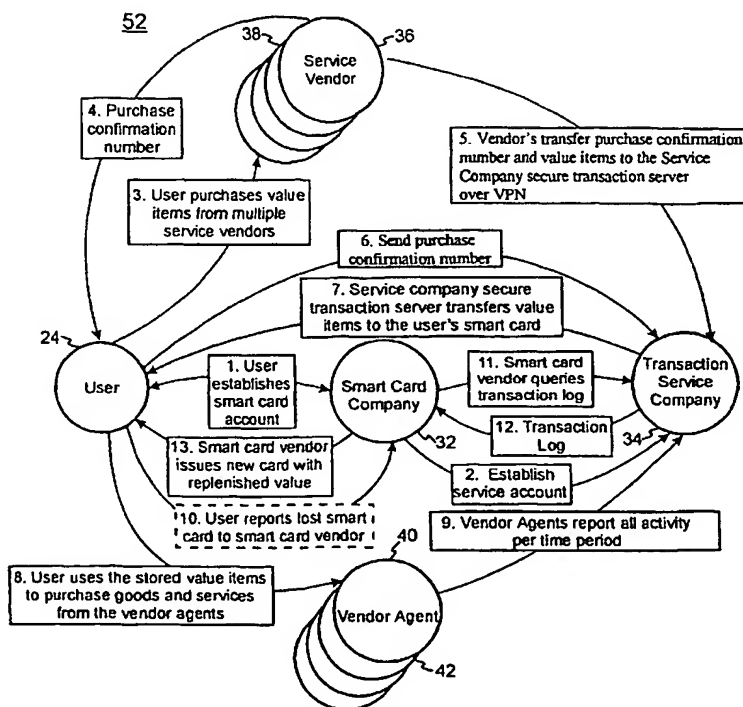 52
38
36
Service
Vendor
4. Purchase
confirmation
number
5. Vendor's transfer purchase confirmation
number and value items to the Service
Company secure transaction server
over VPN
3. User purchases value
items from multiple
service vendors
6. Send purchase
confirmation number
7. Service company secure
transaction server transfers value
items to the user's smart card
24
User
1. User
establishes
smart card
account
Smart Card
Company
32
11. Smart card
vendor queries
transaction log
Transaction
Service
Company
34
12. Transaction
Log
13. Smart card vendor
issues new card with
replenished value
2. Establish
service account
10. User reports lost smart
card to smart card vendor
9. Vendor Agents report all activity
per time period
40
8. User uses the stored value items
to purchase goods and services
from the vendor agents
Vendor Agent
42